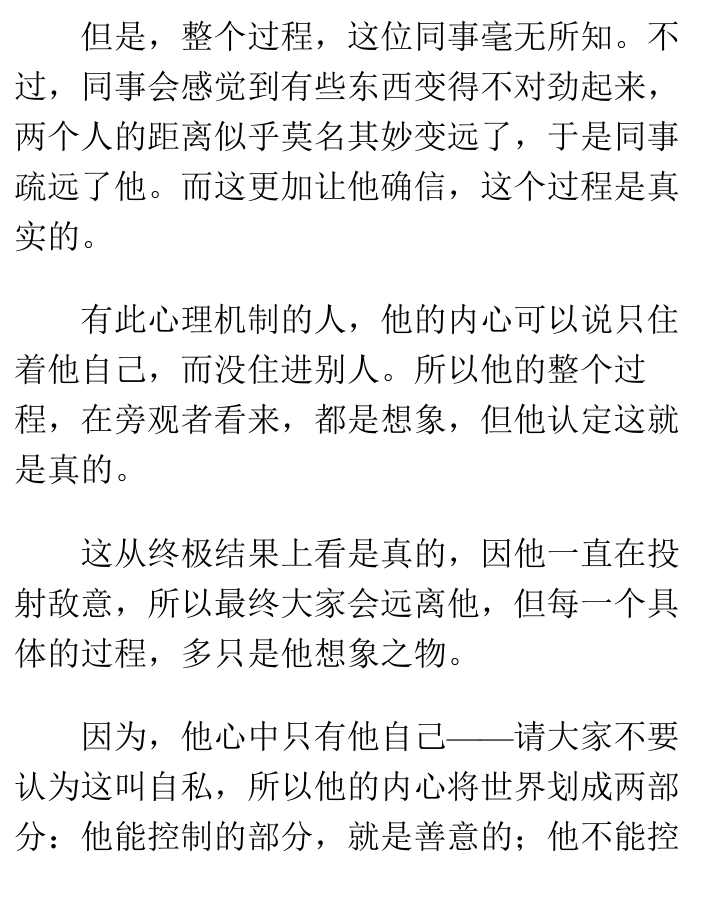 但是，整个过程，这位同事毫无所知。不
过，同事会感觉到有些东西变得不对劲起来，
两个人的距离似乎莫名其妙变远了，于是同事
疏远了他。而这更加让他确信，这个过程是真
实的。
有此心理机制的人，他的内心可以说只住
着他自己，而没住进别人。所以他的整个过
程，在旁观者看来，都是想象，但他认定这就
是真的。
这从终极结果上看是真的，因他一直在投
射敌意，所以最终大家会远离他，但每一个具
体的过程，多只是他想象之物。
因为，他心中只有他自己——请大家不要
认为这叫自私，所以他的内心将世界划成两部
分：他能控制的部分，就是善意的；他不能控